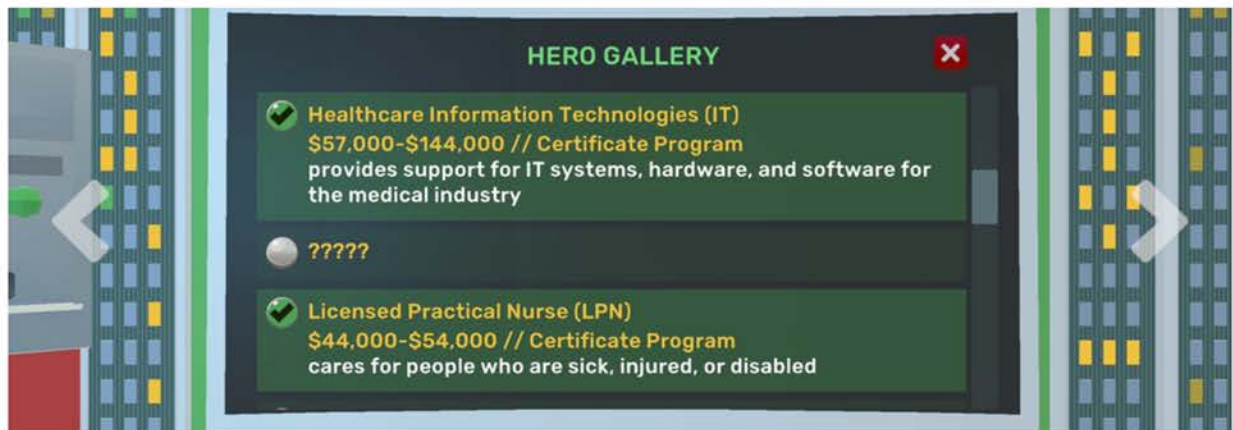 HERO GALLERY
Healthcare Information Technologies (IT)
$57,000-$144,000 // Certificate Program
provides support for IT systems, hardware, and software for
the medical industry
?????
Licensed Practical Nurse (LPN)
$44,000-$54,000 // Certificate Program
cares for people who are sick, injured, or disabled